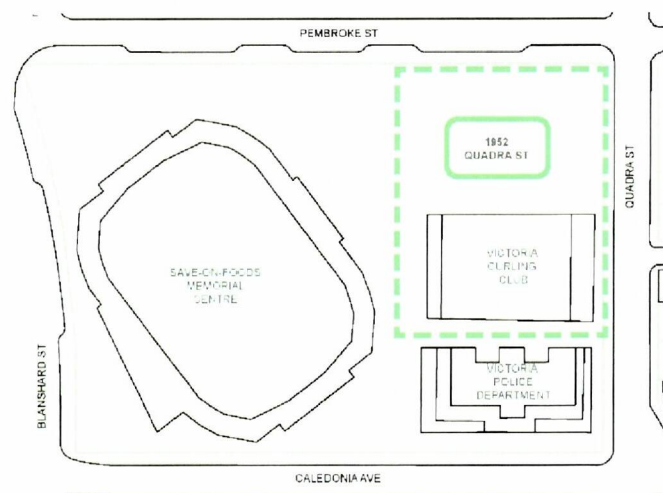 PEMBROKE ST
1952
QUADRA ST
QUADRA ST
VICTORIA
CURLING
CLUB
SAVE-ON-FOODS
MEMORIAL
CENTRE
BLANSHARD ST
VICTORIA
POLICE
DEPARTMENT
CALEDONIA AVE